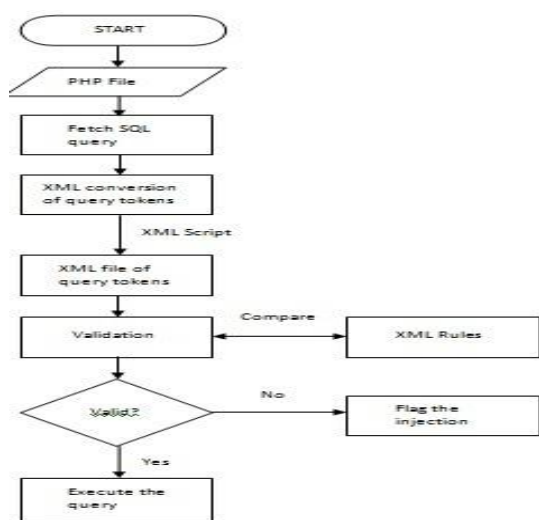 START
PHP File
Fetch SQL
query
XML conversion
of query tokens
XML Script
XML file of
query tokens
Compare
Validation
XML Rules
Valid?
No
Flag the
injection
Yes
Execute the
query